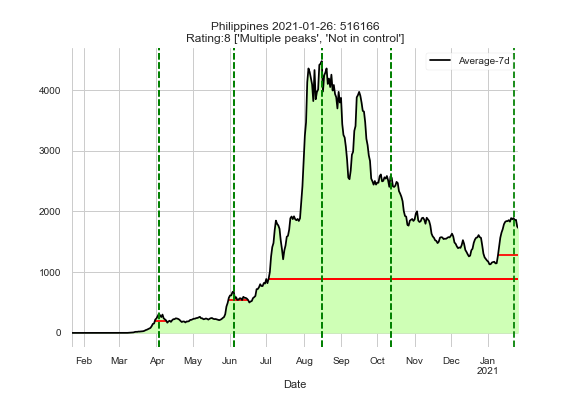 Philippines 2021-01-26: 516166
Rating:8 ['Multiple peaks', 'Not in control']
Average-7d
4000
3000
2000
1000
0
Feb Mar Apr May Jun Jul Aug Sep Oct Nov Dec Jan
2021
Date